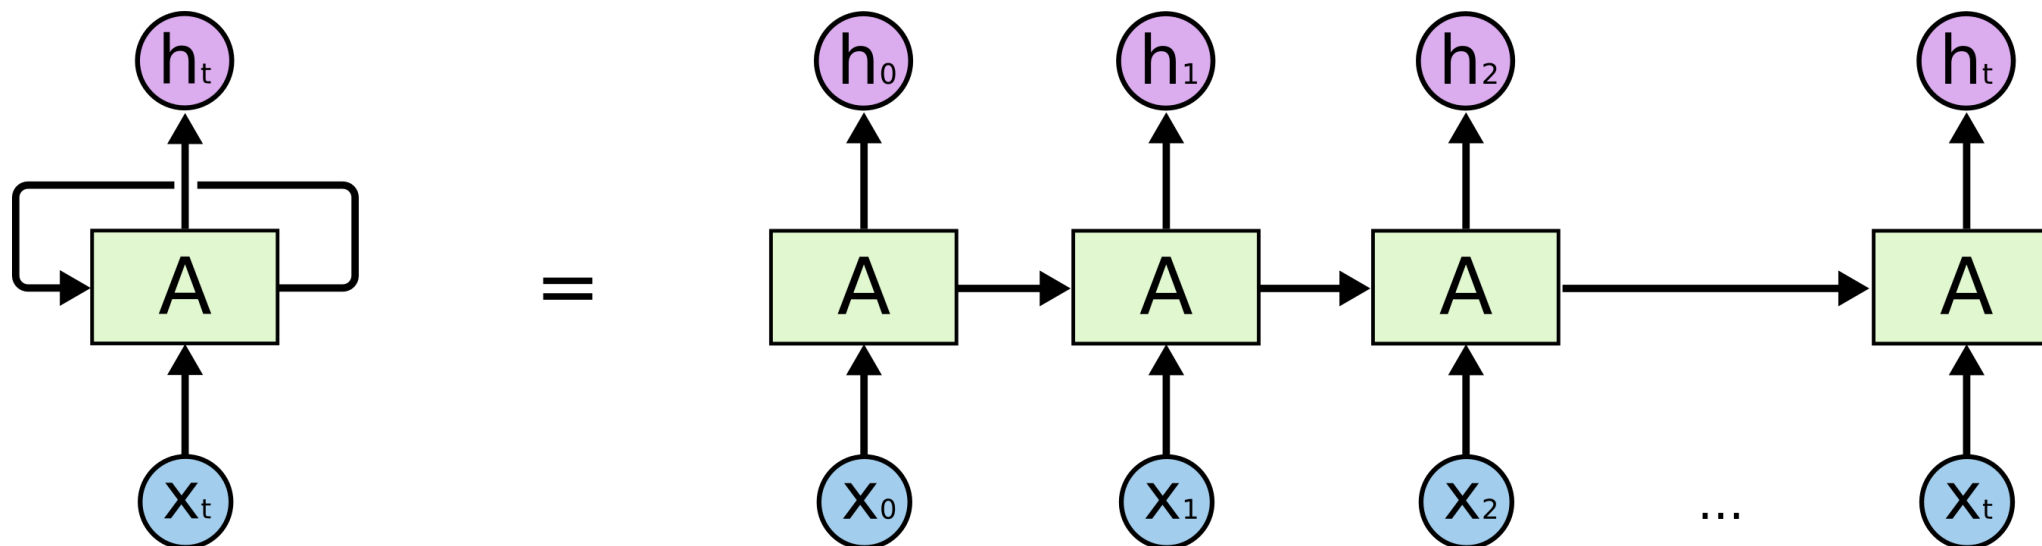 hₜ h₀ h₁ h₂ hₜ
A = A A A A
xₜ x₀ x₁ x₂ ... xₜ